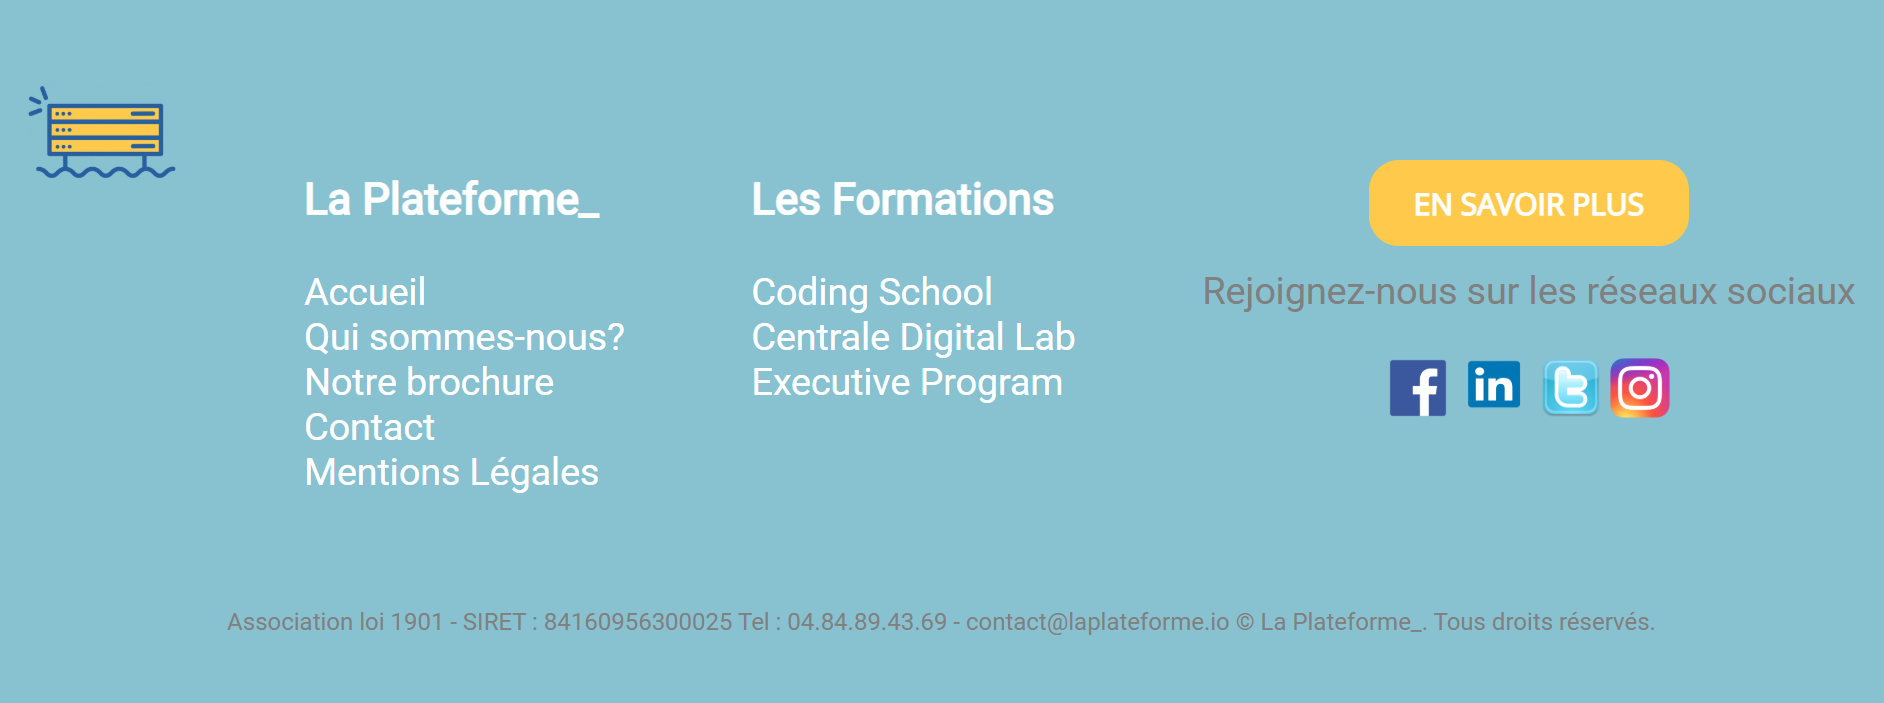 La Plateforme_
Accueil
Qui sommes-nous?
Notre brochure
Contact
Mentions Légales
Les Formations
Coding School
Centrale Digital Lab
Executive Program
EN SAVOIR PLUS
Rejoignez-nous sur les réseaux sociaux
Association loi 1901 - SIRET : 84160956300025 Tel : 04.84.89.43.69 - contact@laplateforme.io © La Plateforme_. Tous droits réservés.